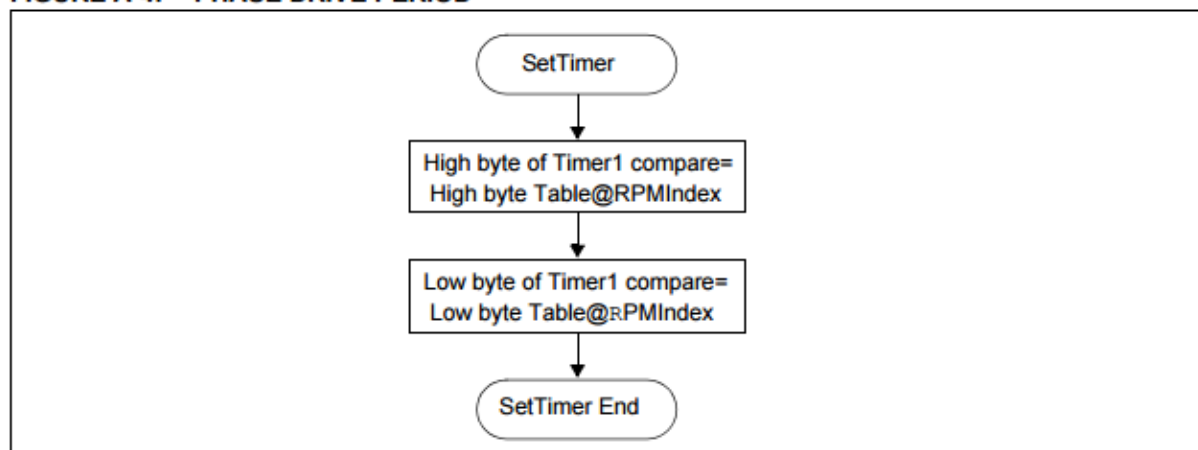 SetTimer
High byte of Timer1 compare=
High byte Table@RPMIndex
Low byte of Timer1 compare=
Low byte Table@RPMIndex
SetTimer End